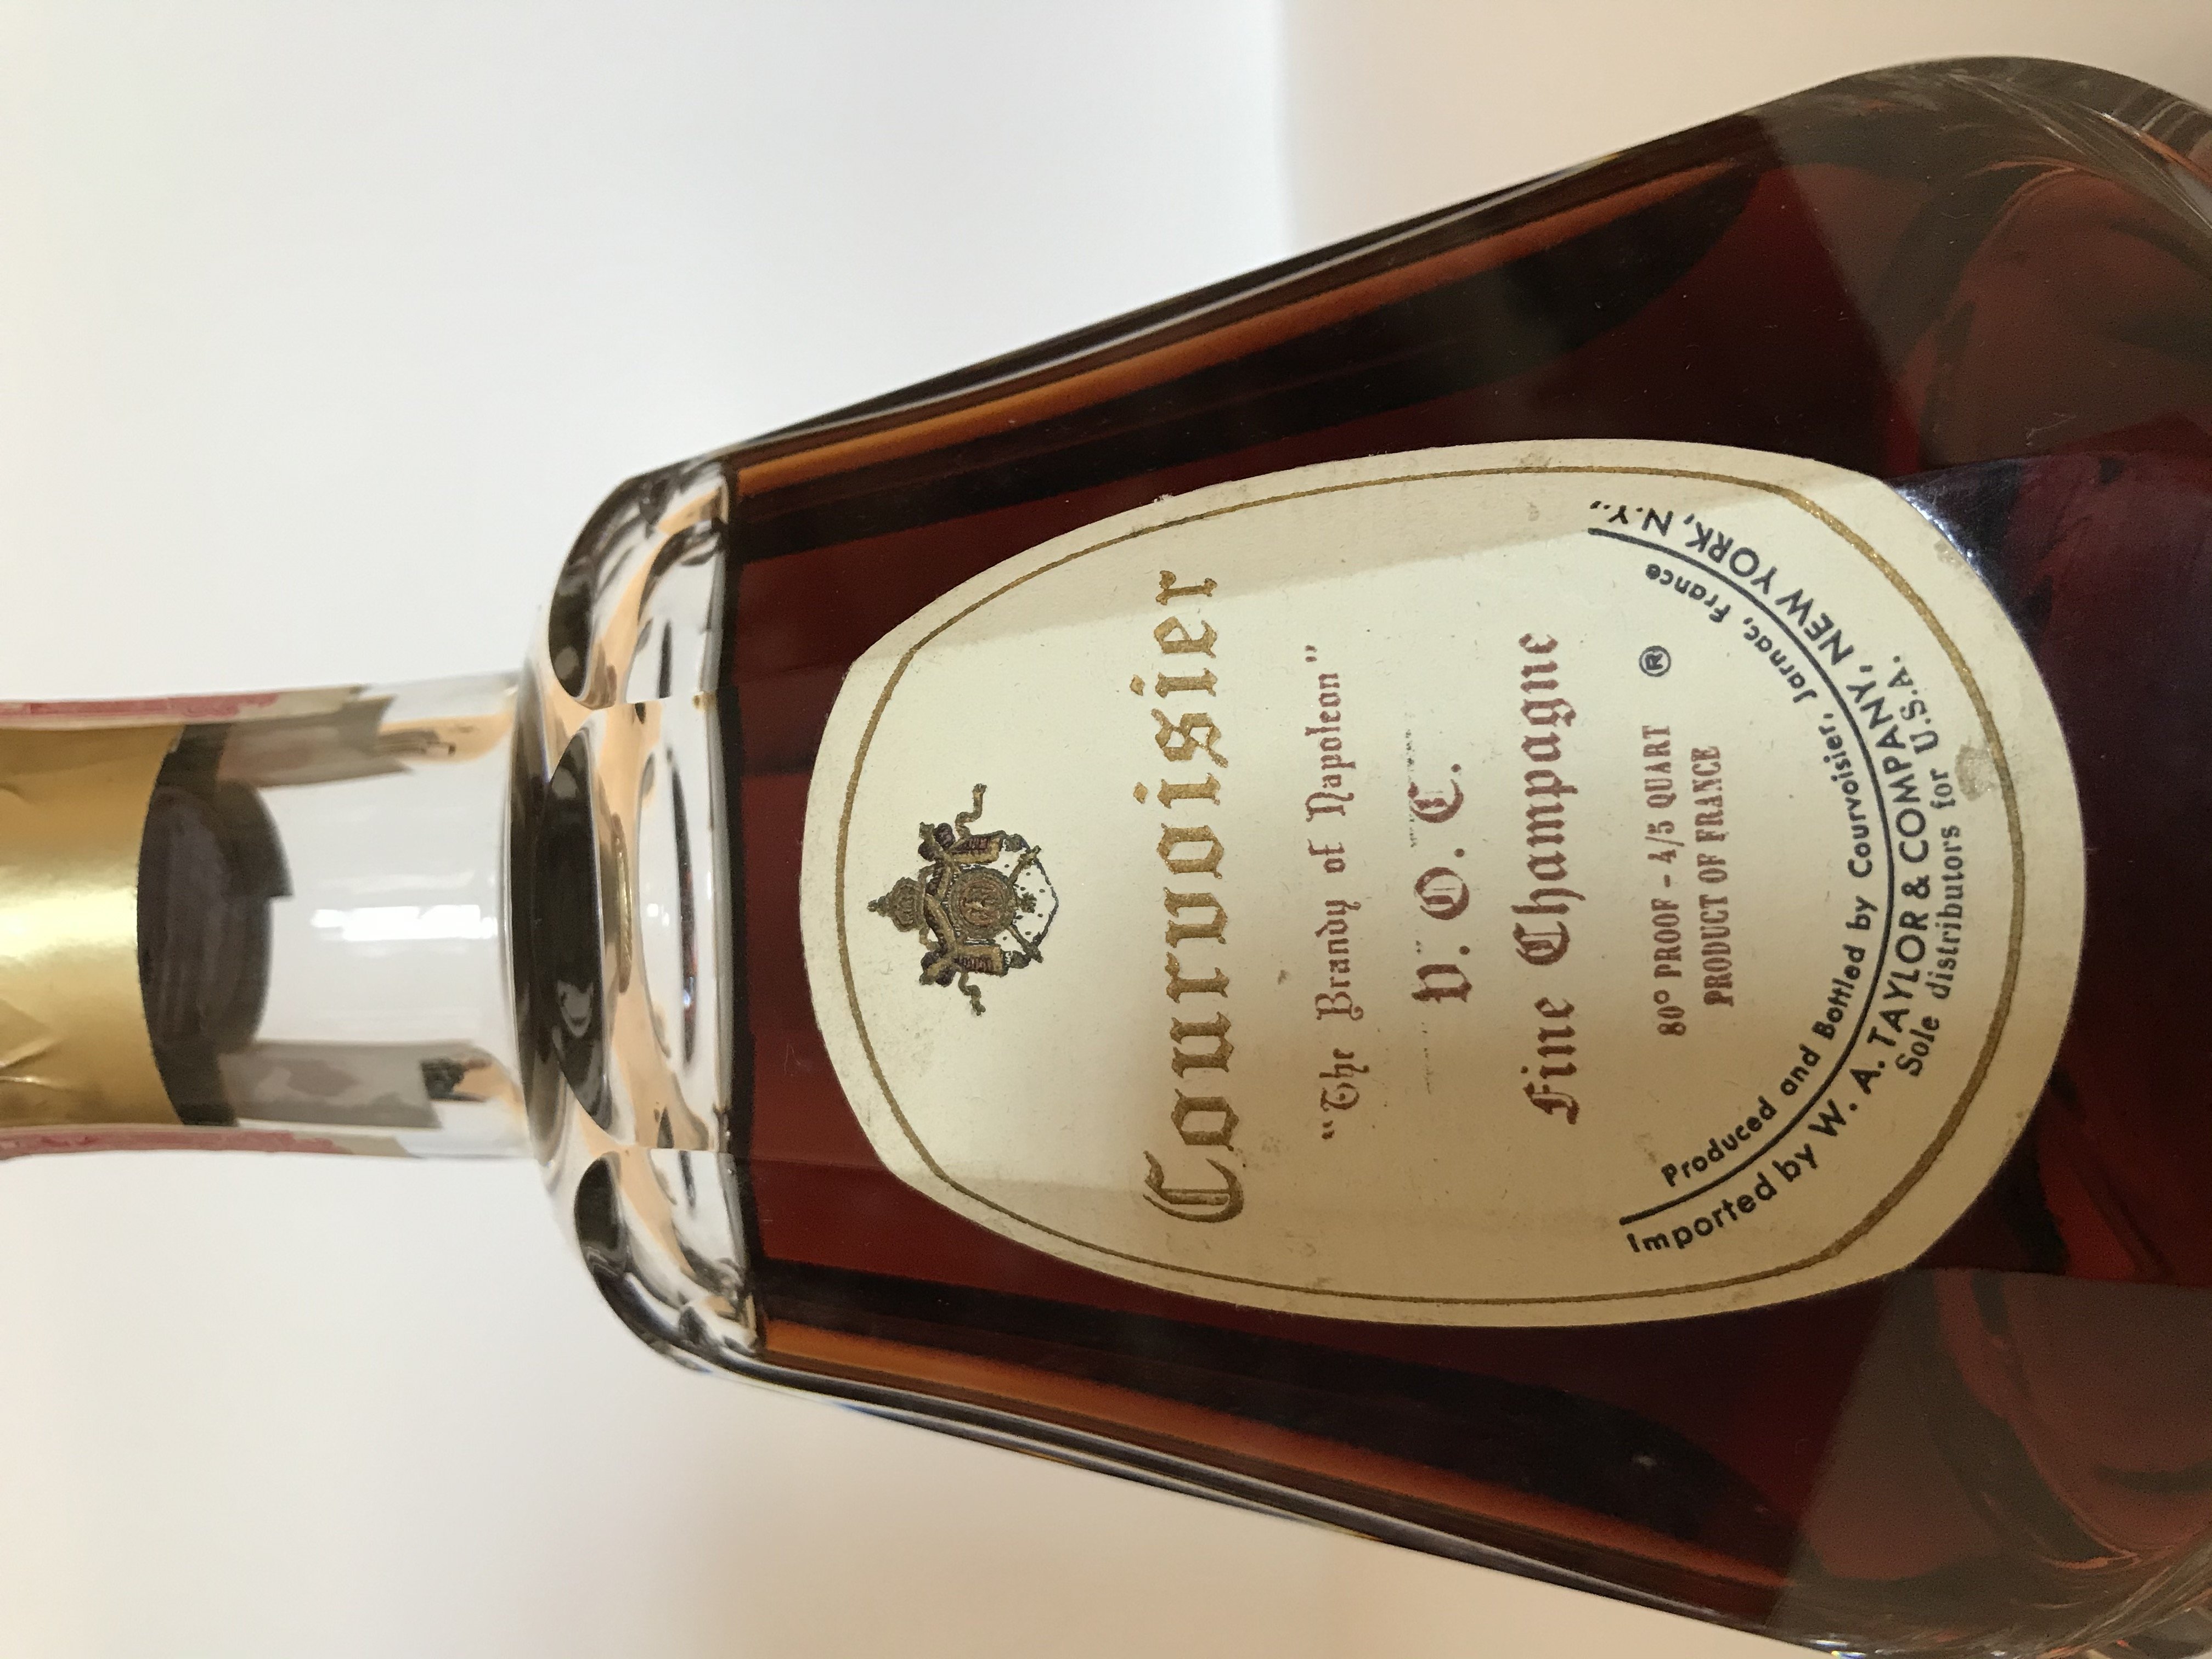 Courvoisier
"The Brandy of Napoleon"
V. O. C.
Fine Champagne
80° PROOF - 4/5 QUART ®
PRODUCT OF FRANCE
Produced and Bottled by Courvoisier, Jarnac, France
Imported by W. A. TAYLOR & COMPANY, NEW YORK, N.Y.,
Sole distributors for U.S.A.